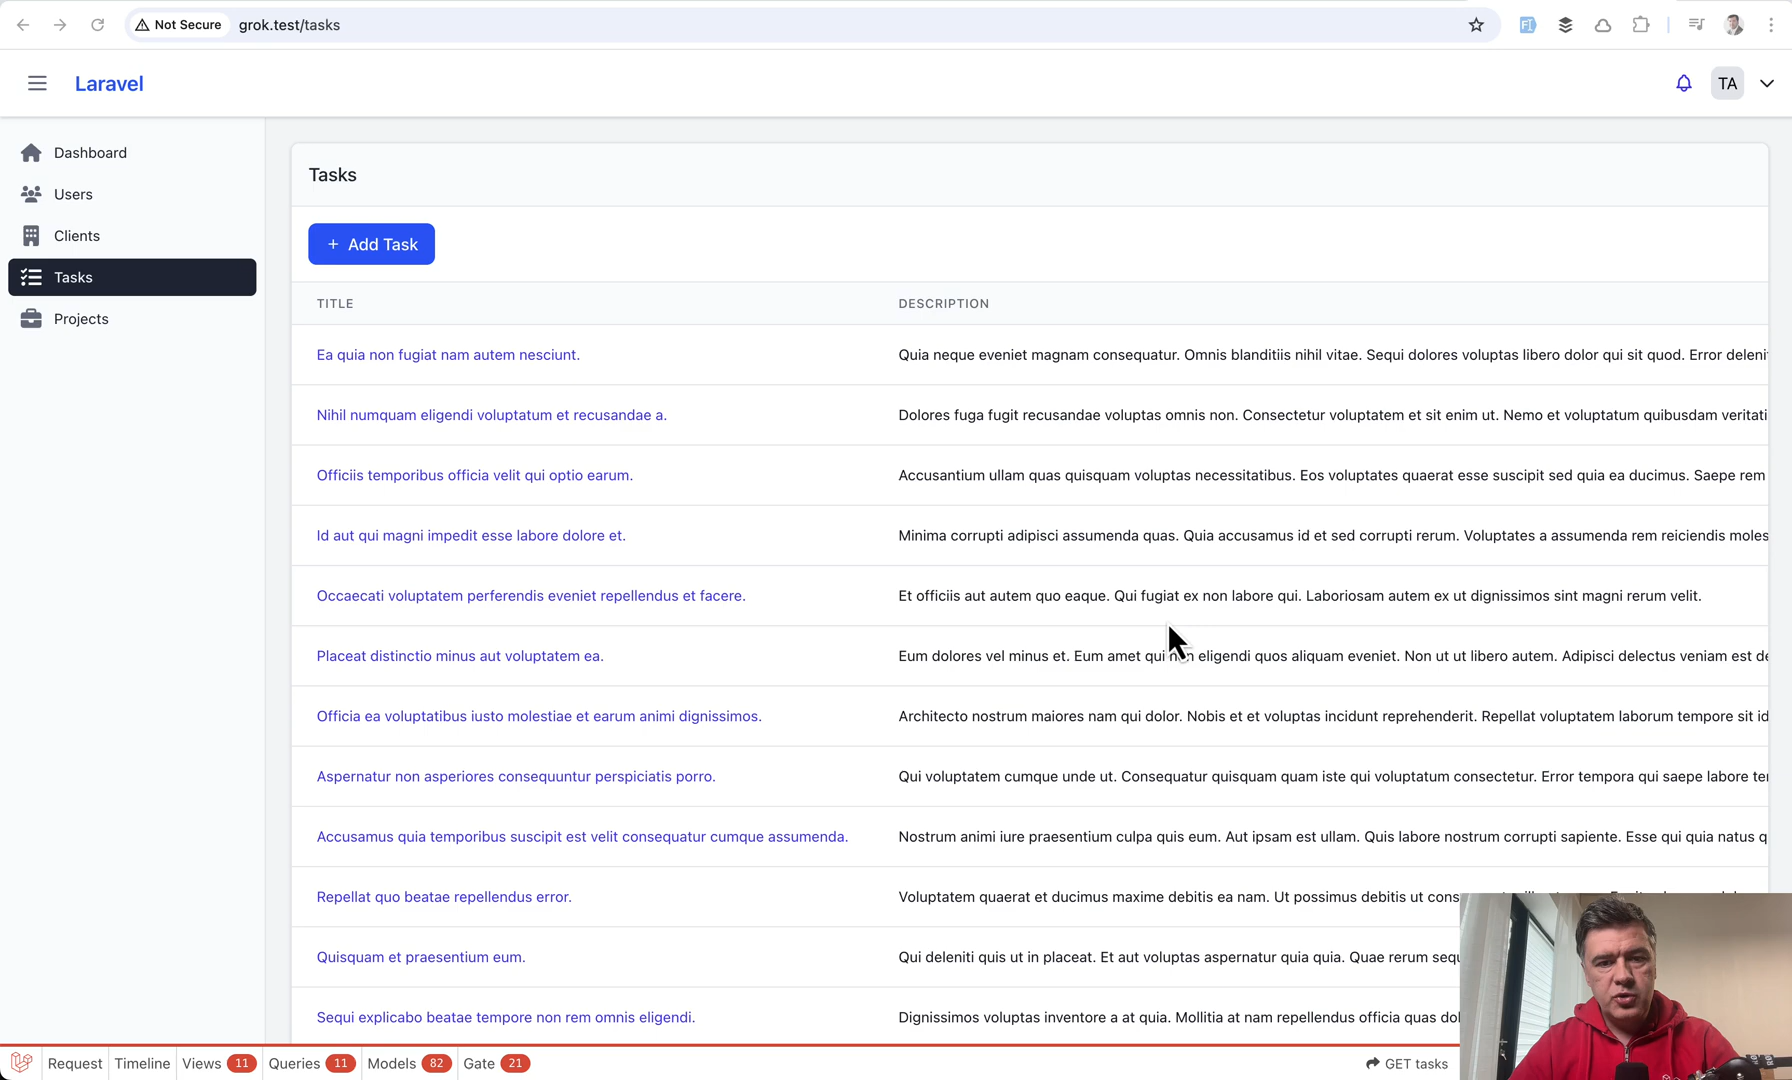 Not Secure grok.test/tasks
Laravel
TA
Dashboard
Users
Clients
Tasks
Projects
Tasks
+ Add Task
TITLE DESCRIPTION
Ea quia non fugiat nam autem nesciunt. Quia neque eveniet magnam consequatur. Omnis blanditiis nihil vitae. Sequi dolores voluptas libero dolor qui sit quod. Error deleni
Nihil numquam eligendi voluptatum et recusandae a. Dolores fuga fugit recusandae voluptas omnis non. Consectetur voluptatem et sit enim ut. Nemo et voluptatum quibusdam veritati
Officiis temporibus officia velit qui optio earum. Accusantium ullam quas quisquam voluptas necessitatibus. Eos voluptates quaerat esse suscipit sed quia ea ducimus. Saepe rem
Id aut qui magni impedit esse labore dolore et. Minima corrupti adipisci assumenda quas. Quia accusamus id et sed corrupti rerum. Voluptates a assumenda rem reiciendis moles
Occaecati voluptatem perferendis eveniet repellendus et facere. Et officiis aut autem quo eaque. Qui fugiat ex non labore qui. Laboriosam autem ex ut dignissimos sint magni rerum velit.
Placeat distinctio minus aut voluptatem ea. Eum dolores vel minus et. Eum amet qui non eligendi quos aliquam eveniet. Non ut ut libero autem. Adipisci delectus veniam est de
Officia ea voluptatibus iusto molestiae et earum animi dignissimos. Architecto nostrum maiores nam qui dolor. Nobis et et voluptas incidunt reprehenderit. Repellat voluptatem laborum tempore sit id
Aspernatur non asperiores consequuntur perspiciatis porro. Qui voluptatem cumque unde ut. Consequatur quisquam quam iste qui voluptatum consectetur. Error tempora qui saepe labore te
Accusamus quia temporibus suscipit est velit consequatur cumque assumenda. Nostrum animi iure praesentium culpa quis eum. Aut ipsam est ullam. Quis labore nostrum corrupti sapiente. Esse qui quia natus q
Repellat quo beatae repellendus error. Voluptatem quaerat et ducimus maxime debitis ea nam. Ut possimus debitis ut cons
Quisquam et praesentium eum. Qui deleniti quis ut in placeat. Et aut voluptas aspernatur quia quia. Quae rerum sequ
Sequi explicabo beatae tempore non rem omnis eligendi. Dignissimos voluptas inventore a at quia. Mollitia at nam repellendus officia quas dol
Request Timeline Views 11 Queries 11 Models 82 Gate 21 GET tasks